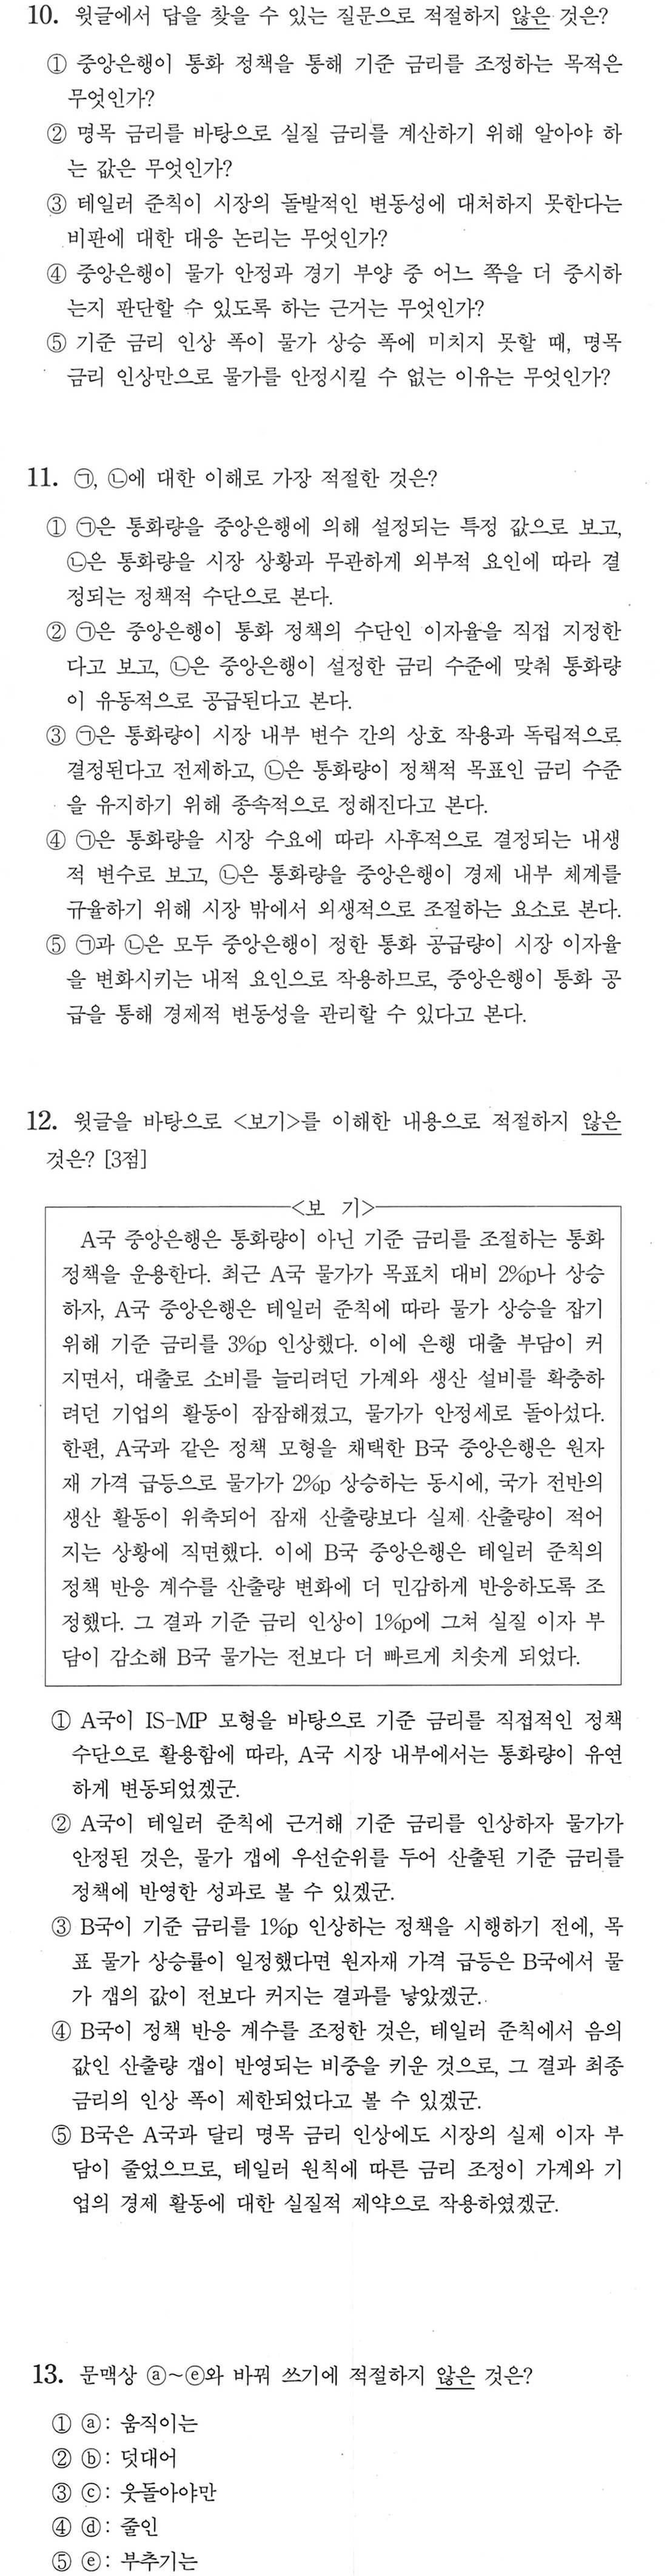 10. 윗글에서 답을 찾을 수 있는 질문으로 적절하지 않은 것은?
① 중앙은행이 통화 정책을 통해 기준 금리를 조정하는 목적은
무엇인가?
② 명목 금리를 바탕으로 실질 금리를 계산하기 위해 알아야 하
는 값은 무엇인가?
③ 테일러 준칙이 시장의 돌발적인 변동성에 대처하지 못한다는
비판에 대한 대응 논리는 무엇인가?
④ 중앙은행이 물가 안정과 경기 부양 중 어느 쪽을 더 중시하
는지 판단할 수 있도록 하는 근거는 무엇인가?
⑤ 기준 금리 인상 폭이 물가 상승 폭에 미치지 못할 때, 명목
금리 인상만으로 물가를 안정시킬 수 없는 이유는 무엇인가?
11. ㉠, ㉡에 대한 이해로 가장 적절한 것은?
① ㉠은 통화량을 중앙은행에 의해 설정되는 특정 값으로 보고,
㉡은 통화량을 시장 상황과 무관하게 외부적 요인에 따라 결
정되는 정책적 수단으로 본다.
② ㉠은 중앙은행이 통화 정책의 수단인 이자율을 직접 지정한
다고 보고, ㉡은 중앙은행이 설정한 금리 수준에 맞춰 통화량
이 유동적으로 공급된다고 본다.
③ ㉠은 통화량이 시장 내부 변수 간의 상호 작용과 독립적으로
결정된다고 전제하고, ㉡은 통화량이 정책적 목표인 금리 수준
을 유지하기 위해 종속적으로 정해진다고 본다.
④ ㉠은 통화량을 시장 수요에 따라 사후적으로 결정되는 내생
적 변수로 보고, ㉡은 통화량을 중앙은행이 경제 내부 체계를
규율하기 위해 시장 밖에서 외생적으로 조절하는 요소로 본다.
⑤ ㉠과 ㉡은 모두 중앙은행이 정한 통화 공급량이 시장 이자율
을 변화시키는 내적 요인으로 작용하므로, 중앙은행이 통화 공
급을 통해 경제적 변동성을 관리할 수 있다고 본다.
12. 윗글을 바탕으로 <보기>를 이해한 내용으로 적절하지 않은
것은? [3점]
<보 기>
A국 중앙은행은 통화량이 아닌 기준 금리를 조절하는 통화
정책을 운용한다. 최근 A국 물가가 목표치 대비 2%p나 상승
하자, A국 중앙은행은 테일러 준칙에 따라 물가 상승을 잡기
위해 기준 금리를 3%p 인상했다. 이에 은행 대출 부담이 커
지면서, 대출로 소비를 늘리려던 가계와 생산 설비를 확충하
려던 기업의 활동이 잠잠해졌고, 물가가 안정세로 돌아섰다.
한편, A국과 같은 정책 모형을 채택한 B국 중앙은행은 원자
재 가격 급등으로 물가가 2%p 상승하는 동시에, 국가 전반의
생산 활동이 위축되어 잠재 산출량보다 실제 산출량이 적어
지는 상황에 직면했다. 이에 B국 중앙은행은 테일러 준칙의
정책 반응 계수를 산출량 변화에 더 민감하게 반응하도록 조
정했다. 그 결과 기준 금리 인상이 1%p에 그쳐 실질 이자 부
담이 감소해 B국 물가는 전보다 더 빠르게 치솟게 되었다.
① A국이 IS-MP 모형을 바탕으로 기준 금리를 직접적인 정책
수단으로 활용함에 따라, A국 시장 내부에서는 통화량이 유연
하게 변동되었겠군.
② A국이 테일러 준칙에 근거해 기준 금리를 인상하자 물가가
안정된 것은, 물가 갭에 우선순위를 두어 산출된 기준 금리를
정책에 반영한 성과로 볼 수 있겠군.
③ B국이 기준 금리를 1%p 인상하는 정책을 시행하기 전에, 목
표 물가 상승률이 일정했다면 원자재 가격 급등은 B국에서 물
가 갭의 값이 전보다 커지는 결과를 낳았겠군.
④ B국이 정책 반응 계수를 조정한 것은, 테일러 준칙에서 음의
값인 산출량 갭이 반영되는 비중을 키운 것으로, 그 결과 최종
금리의 인상 폭이 제한되었다고 볼 수 있겠군.
⑤ B국은 A국과 달리 명목 금리 인상에도 시장의 실제 이자 부
담이 줄었으므로, 테일러 원칙에 따른 금리 조정이 가계와 기
업의 경제 활동에 대한 실질적 제약으로 작용하였겠군.
13. 문맥상 ⓐ~ⓔ와 바꿔 쓰기에 적절하지 않은 것은?
① ⓐ: 움직이는
② ⓑ: 덧대어
③ ⓒ: 웃돌아야만
④ ⓓ: 줄인
⑤ ⓔ: 부추기는